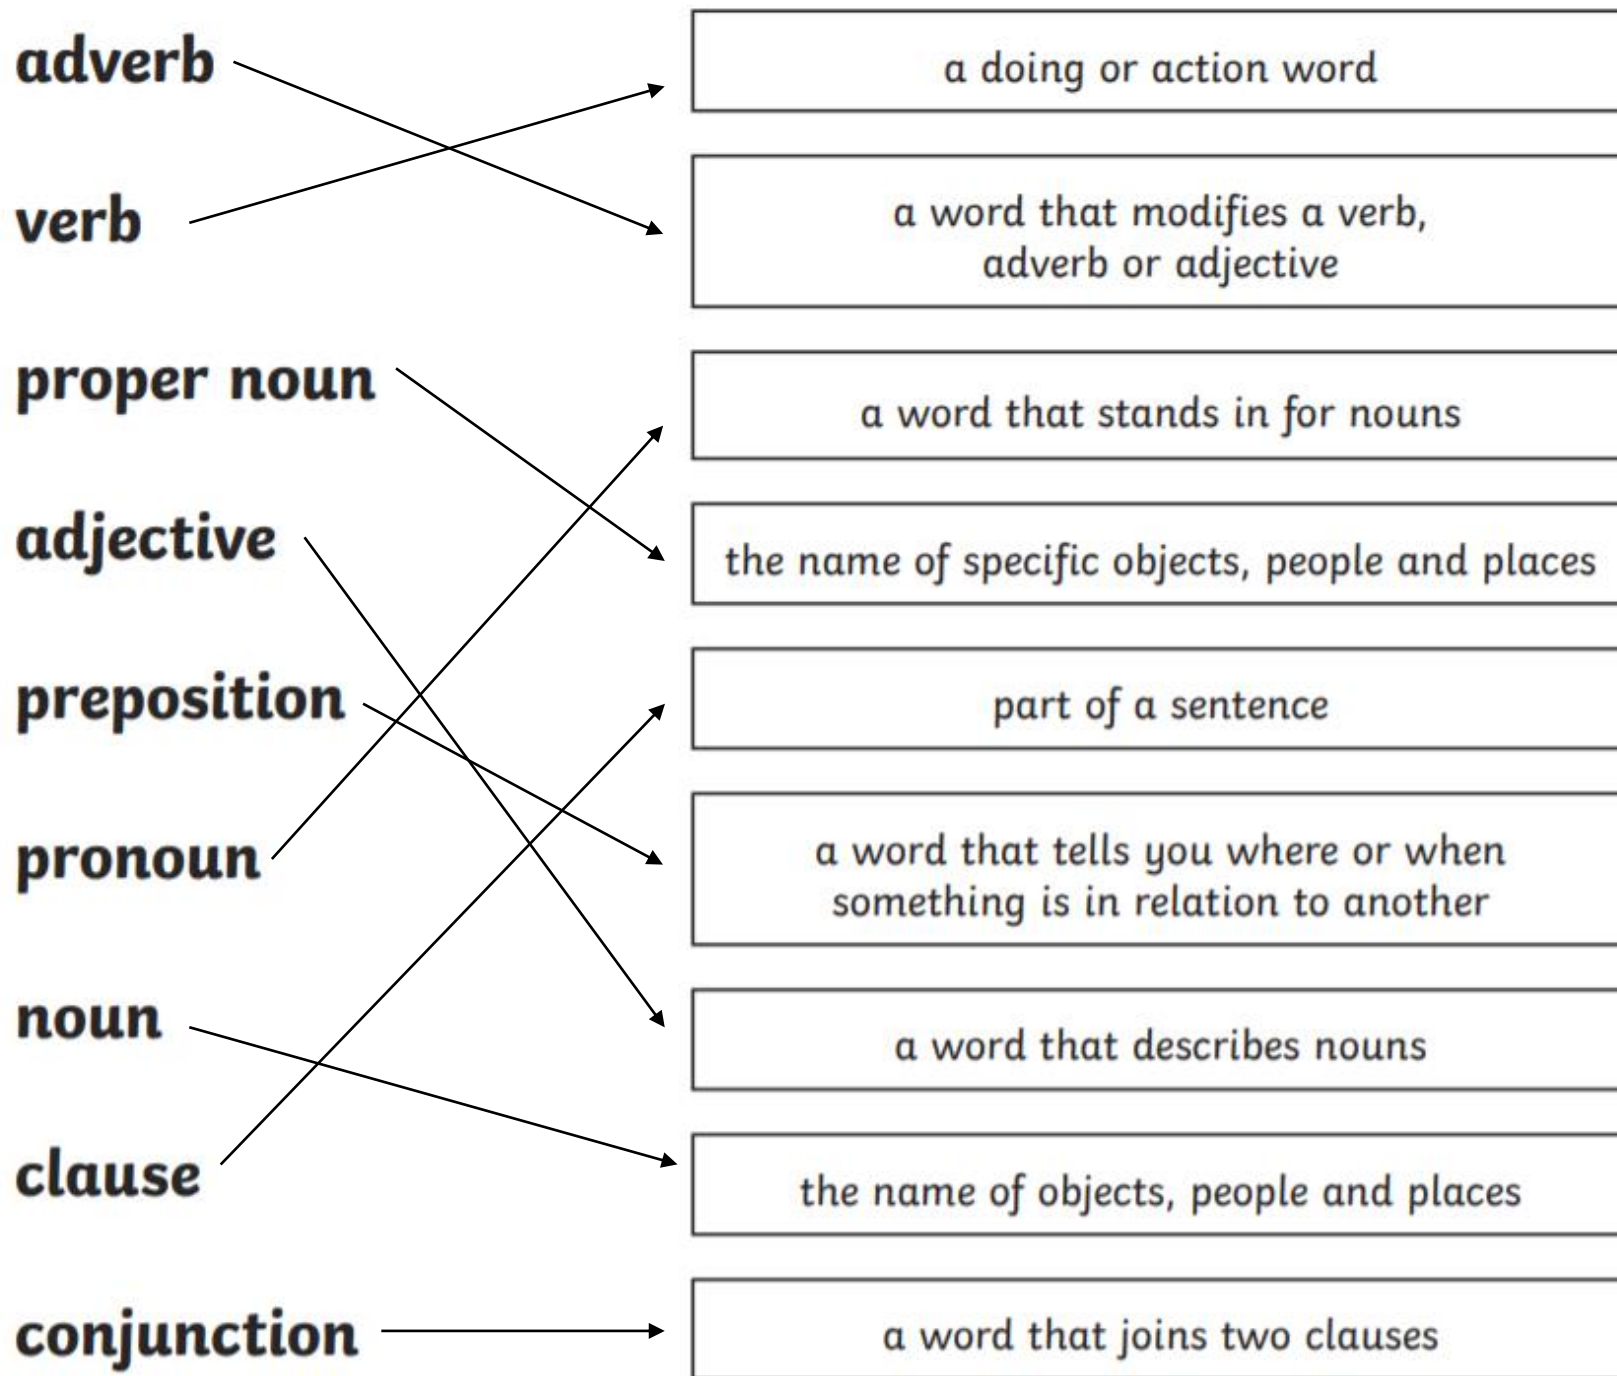 adverb
a doing or action word
verb
a word that modifies a verb,
adverb or adjective
proper noun
a word that stands in for nouns
adjective
the name of specific objects, people and places
preposition
part of a sentence
pronoun
a word that tells you where or when
something is in relation to another
noun
a word that describes nouns
clause
the name of objects, people and places
conjunction
a word that joins two clauses